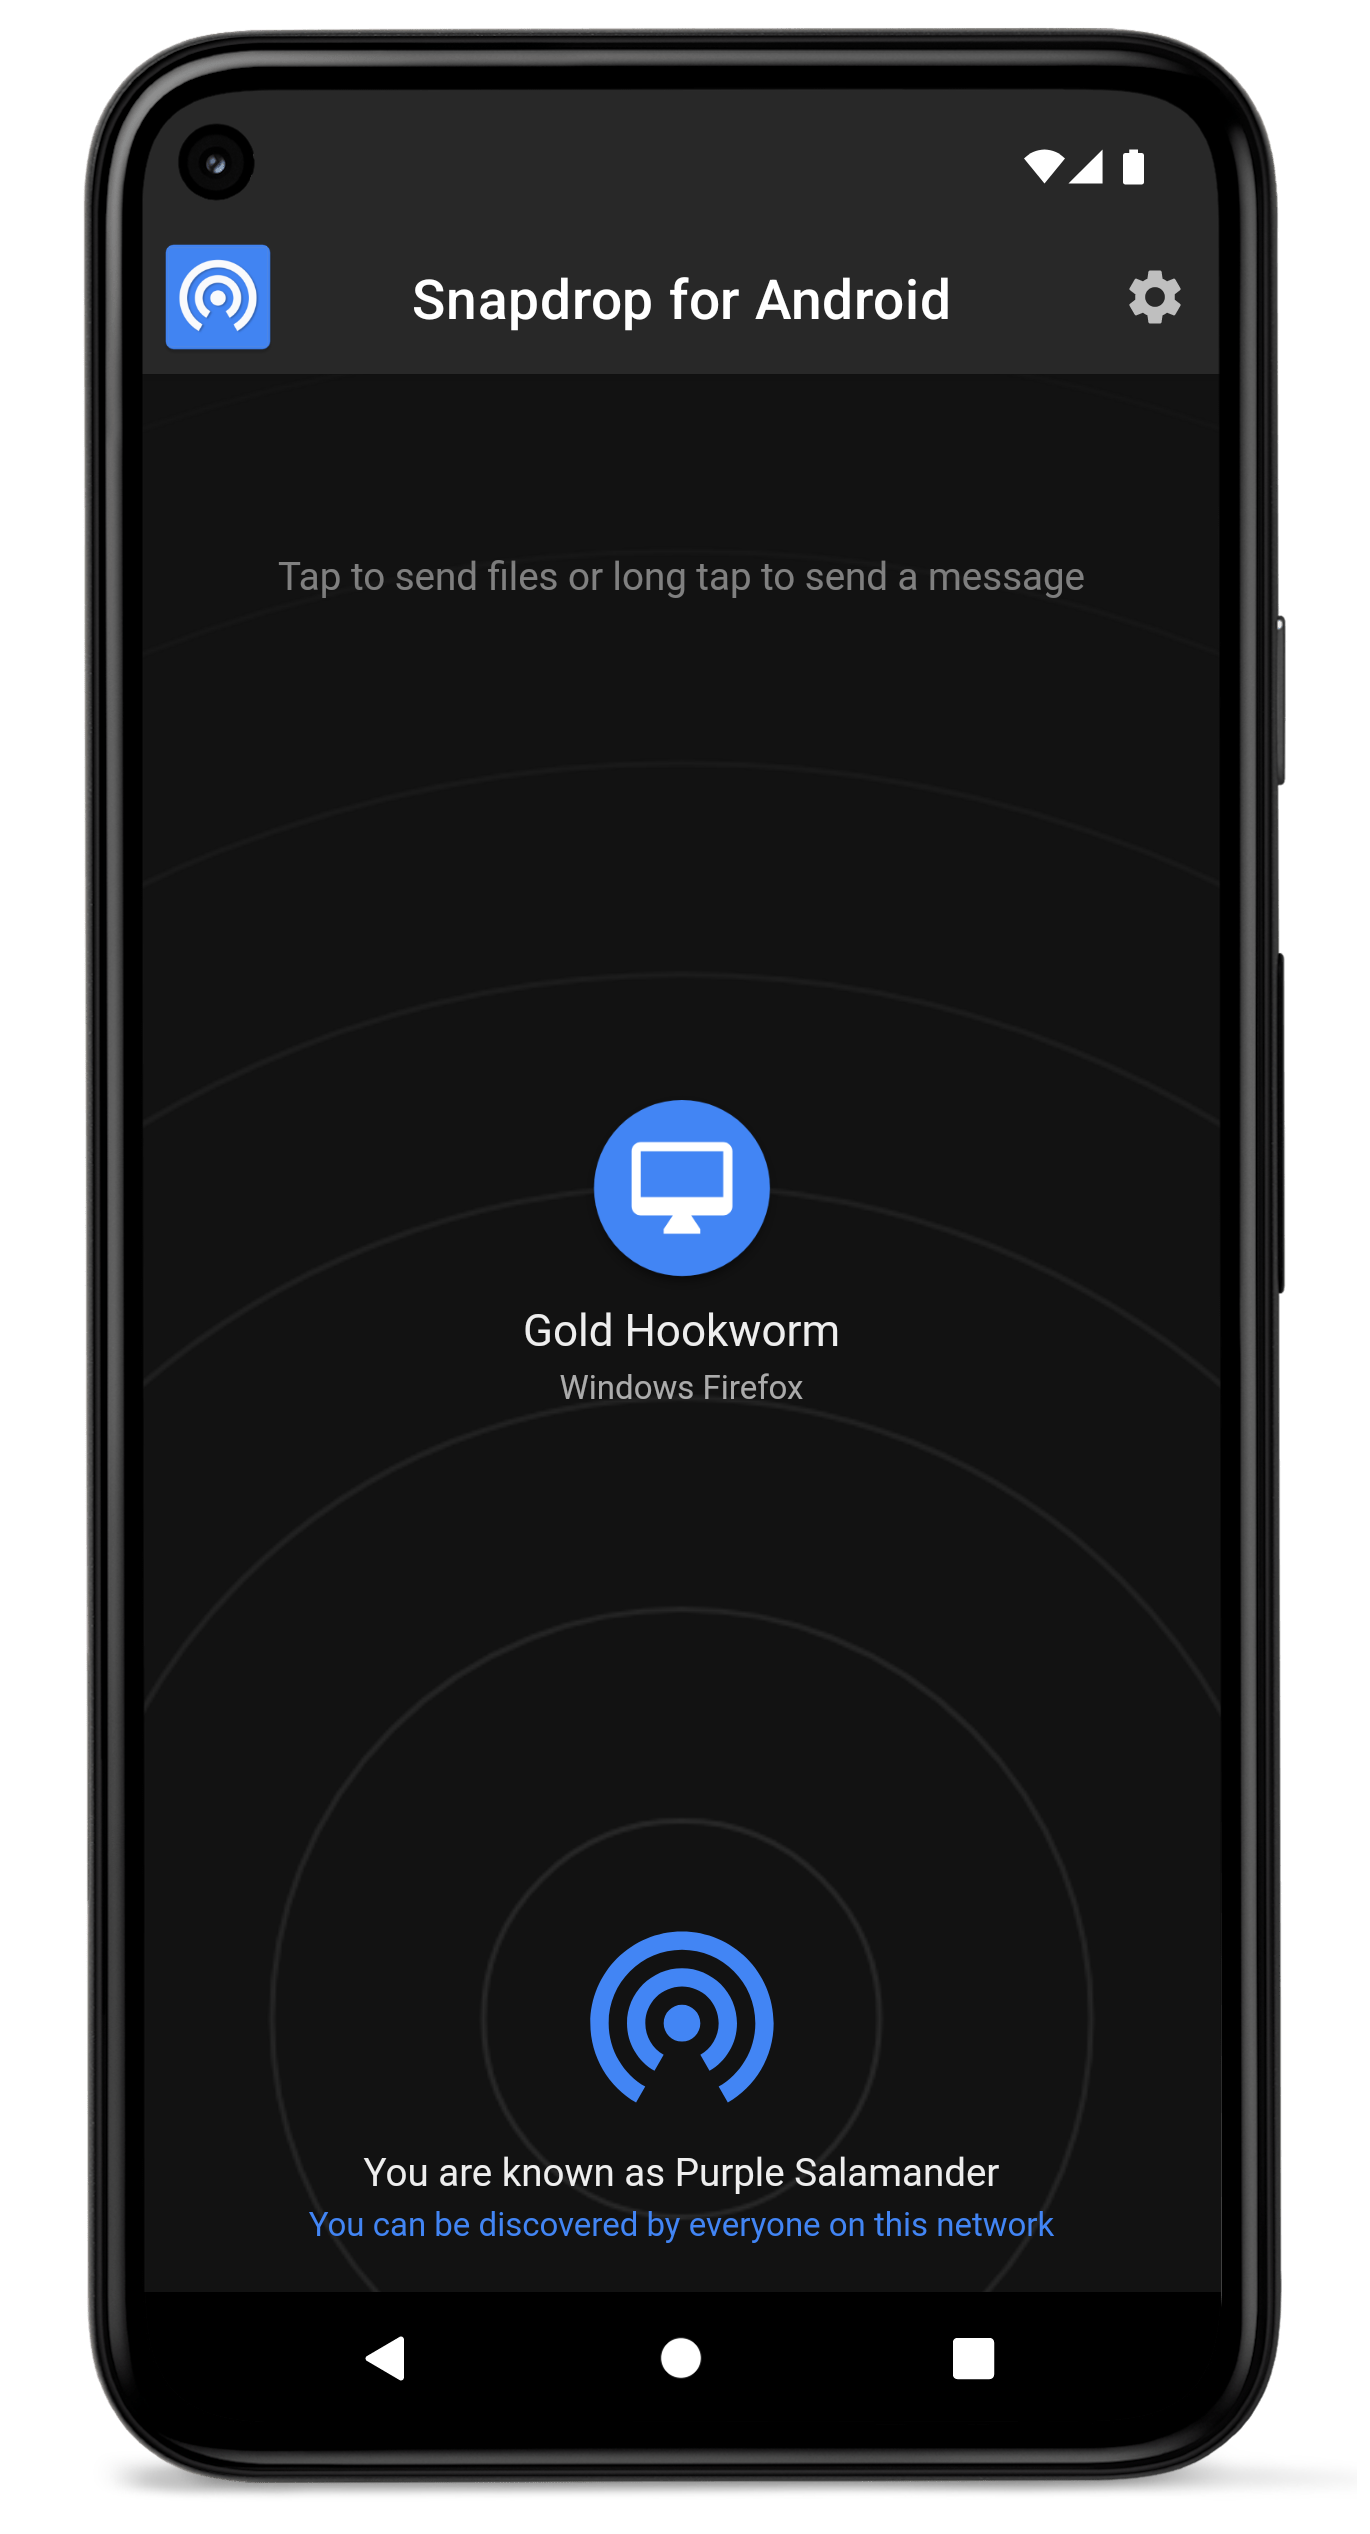 Snapdrop for Android
Tap to send files or long tap to send a message
Gold Hookworm
Windows Firefox
You are known as Purple Salamander
You can be discovered by everyone on this network